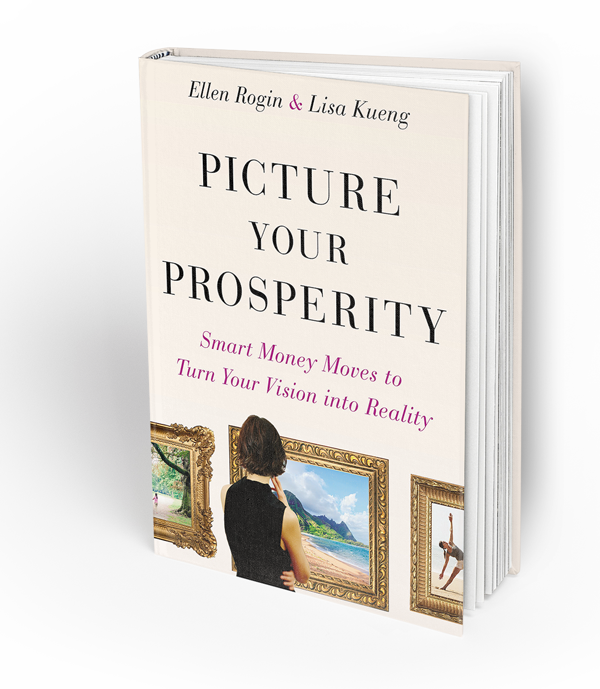 Ellen Rogin & Lisa Kueng
PICTURE
YOUR
PROSPERITY
Smart Money Moves to
Turn Your Vision into Reality